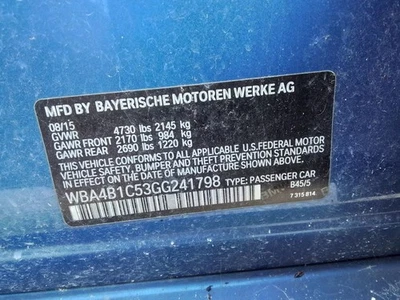 MFD BY BAYERISCHE MOTOREN WERKE AG
08/15
GVWR 4730 lbs 2145 kg
GAWR FRONT 2170 lbs 984 kg
GAWR REAR 2690 lbs 1220 kg
THIS VEHICLE CONFORMS TO ALL APPLICABLE U.S. FEDERAL MOTOR
VEHICLE SAFETY, BUMPER, AND THEFT PREVENTION STANDARDS
IN EFFECT ON THE DATE OF MANUFACTURE SHOWN ABOVE.
WBA4B1C53GG241798 TYPE: PASSENGER CAR
B45/5
7 315 814